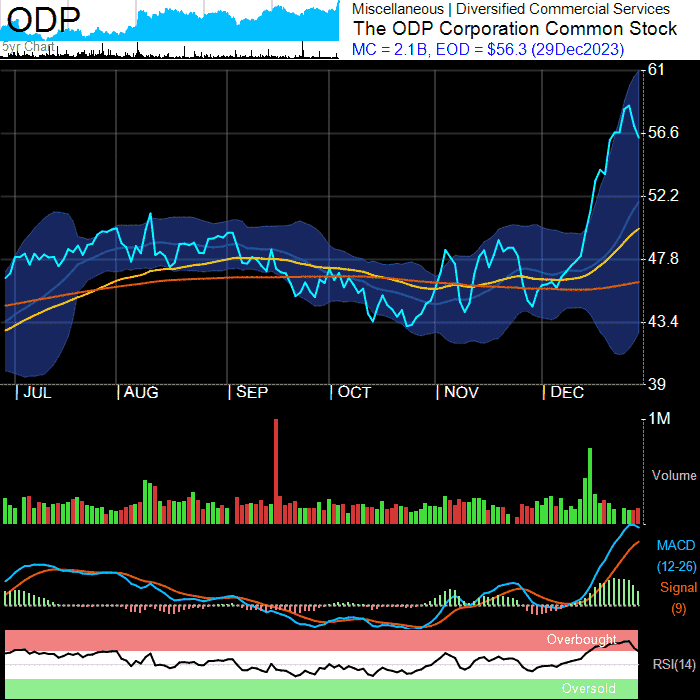 ODP
5yr Chart
Miscellaneous | Diversified Commercial Services
The ODP Corporation Common Stock
MC = 2.1B, EOD = $56.3 (29Dec2023)
61
56.6
52.2
47.8
43.4
39
JUL
AUG
SEP
OCT
NOV
DEC
1M
Volume
MACD
(12-26)
Signal
(9)
Overbought
RSI(14)
Oversold